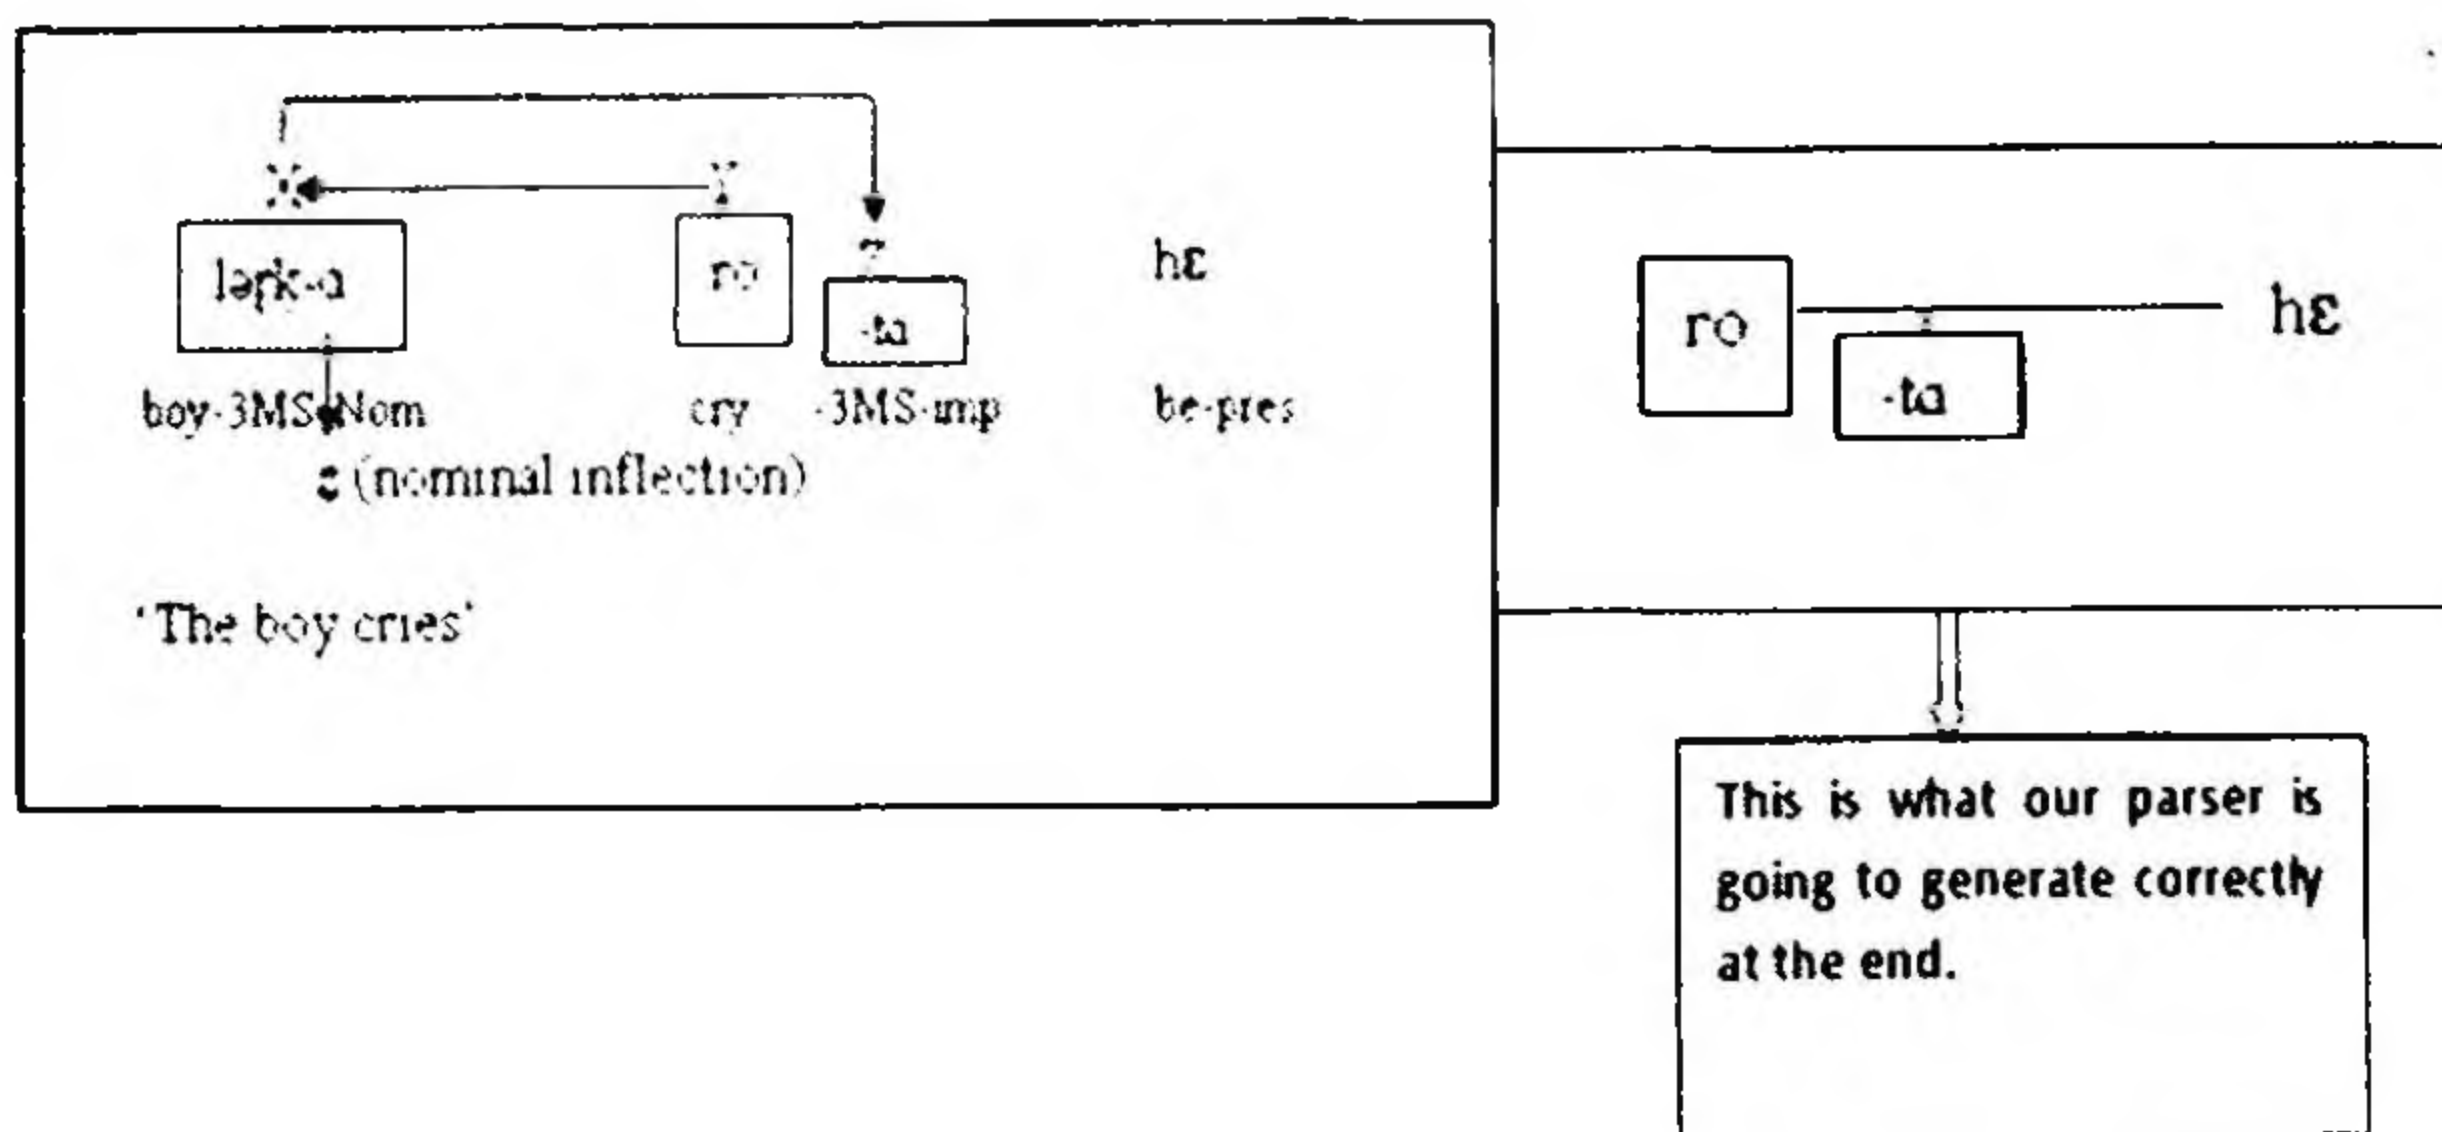 X Y
ləɽk-a ro -ta hɛ
boy-3MS-Nom cry -3MS-imp be-pres
z (nominal inflection)
‘The boy cries’
ro -ta hɛ
This is what our parser is
going to generate correctly
at the end.